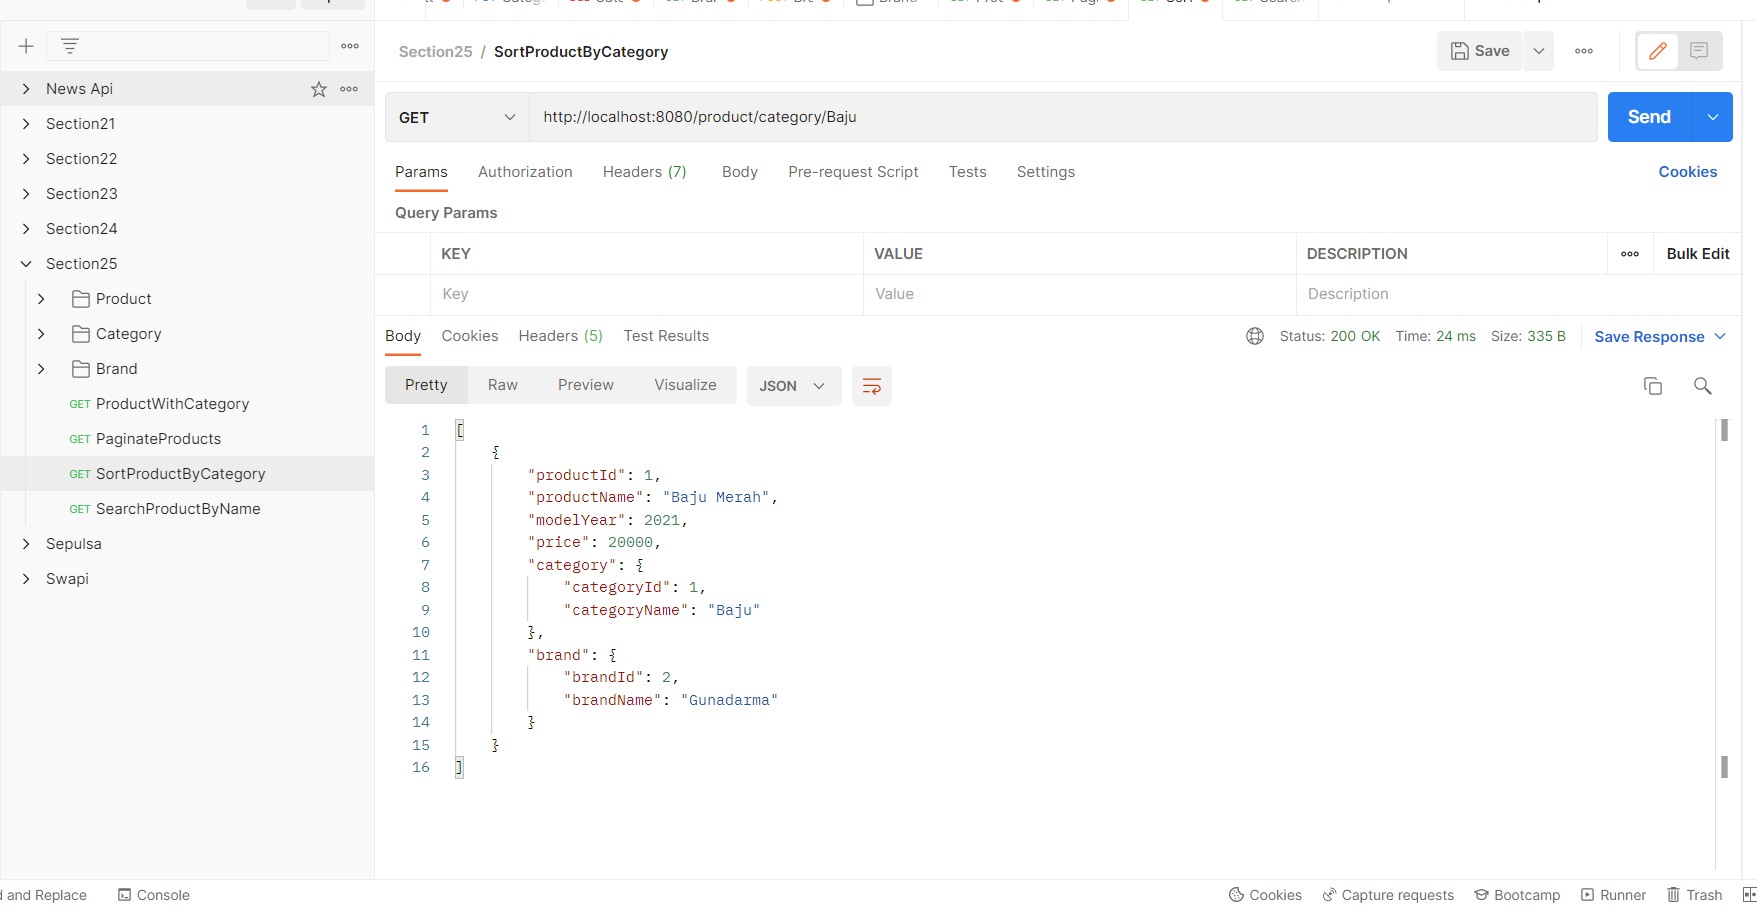 Section25 / SortProductByCategory
Save
GET
http://localhost:8080/product/category/Baju
Send
Params
Authorization
Headers (7)
Body
Pre-request Script
Tests
Settings
Cookies
Query Params
KEY
VALUE
DESCRIPTION
Bulk Edit
Key
Value
Description
News Api
Section21
Section22
Section23
Section24
Section25
Product
Category
Brand
GET ProductWithCategory
GET PaginateProducts
GET SortProductByCategory
GET SearchProductByName
Sepulsa
Swapi
Body
Cookies
Headers (5)
Test Results
Status: 200 OK
Time: 24 ms
Size: 335 B
Save Response
Pretty
Raw
Preview
Visualize
JSON
1 [
2 {
3 "productId": 1,
4 "productName": "Baju Merah",
5 "modelYear": 2021,
6 "price": 20000,
7 "category": {
8 "categoryId": 1,
9 "categoryName": "Baju"
10 },
11 "brand": {
12 "brandId": 2,
13 "brandName": "Gunadarma"
14 }
15 }
16 ]
and Replace
Console
Cookies
Capture requests
Bootcamp
Runner
Trash